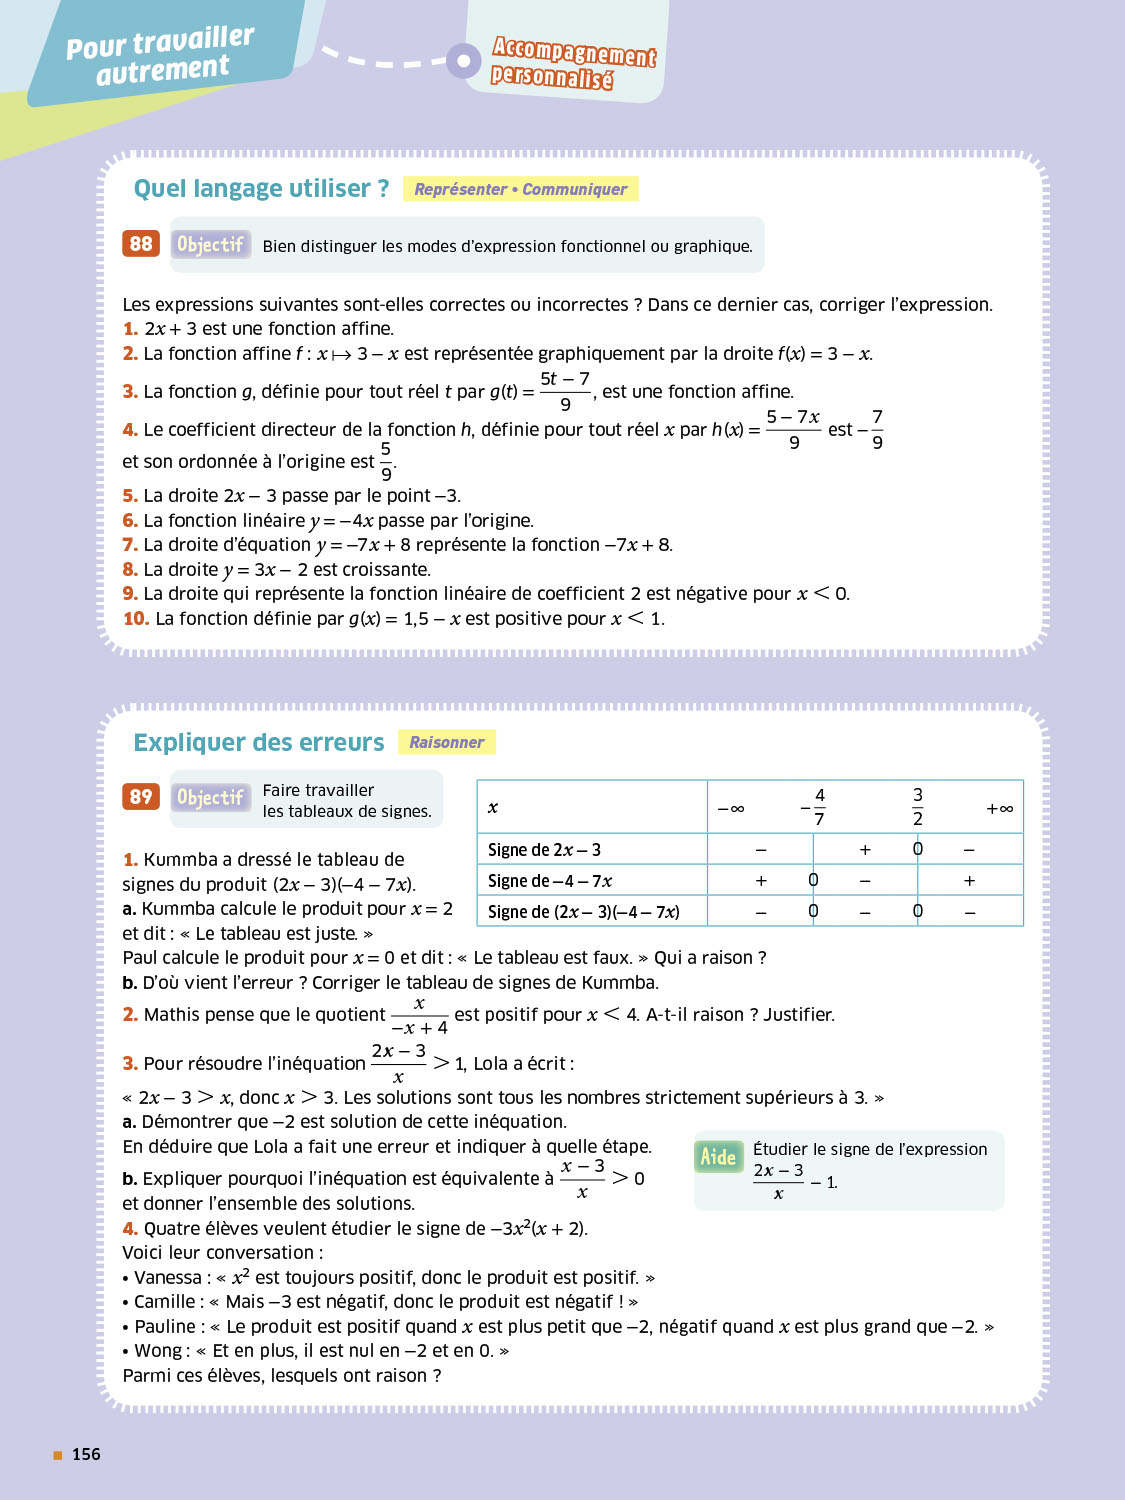 Pour travailler
autrement
Accompagnement
personnalisé
Quel langage utiliser ? Représenter • Communiquer
88 Objectif Bien distinguer les modes d'expression fonctionnel ou graphique.
Les expressions suivantes sont-elles correctes ou incorrectes ? Dans ce dernier cas, corriger l'expression.
1. 2x + 3 est une fonction affine.
2. La fonction affine f : x ↦ 3 – x est représentée graphiquement par la droite f(x) = 3 – x.
3. La fonction g, définie pour tout réel t par g(t) = (5t – 7)/9, est une fonction affine.
4. Le coefficient directeur de la fonction h, définie pour tout réel x par h(x) = (5 – 7x)/9 est –7/9
et son ordonnée à l'origine est 5/9.
5. La droite 2x – 3 passe par le point –3.
6. La fonction linéaire y = –4x passe par l'origine.
7. La droite d'équation y = –7x + 8 représente la fonction –7x + 8.
8. La droite y = 3x – 2 est croissante.
9. La droite qui représente la fonction linéaire de coefficient 2 est négative pour x < 0.
10. La fonction définie par g(x) = 1,5 – x est positive pour x < 1.
Expliquer des erreurs Raisonner
89 Objectif Faire travailler
les tableaux de signes.
x –∞ –4/7 3/2 +∞
Signe de 2x – 3 – + 0 –
Signe de –4 – 7x + 0 – +
Signe de (2x – 3)(–4 – 7x) – 0 – 0 –
1. Kummba a dressé le tableau de
signes du produit (2x – 3)(–4 – 7x).
a. Kummba calcule le produit pour x = 2
et dit : « Le tableau est juste. »
Paul calcule le produit pour x = 0 et dit : « Le tableau est faux. » Qui a raison ?
b. D'où vient l'erreur ? Corriger le tableau de signes de Kummba.
2. Mathis pense que le quotient x/(–x + 4) est positif pour x < 4. A-t-il raison ? Justifier.
3. Pour résoudre l'inéquation (2x – 3)/x > 1, Lola a écrit :
« 2x – 3 > x, donc x > 3. Les solutions sont tous les nombres strictement supérieurs à 3. »
a. Démontrer que –2 est solution de cette inéquation.
En déduire que Lola a fait une erreur et indiquer à quelle étape.
b. Expliquer pourquoi l'inéquation est équivalente à (x – 3)/x > 0
et donner l'ensemble des solutions.
Aide Étudier le signe de l'expression
(2x – 3)/x – 1.
4. Quatre élèves veulent étudier le signe de –3x²(x + 2).
Voici leur conversation :
• Vanessa : « x² est toujours positif, donc le produit est positif. »
• Camille : « Mais –3 est négatif, donc le produit est négatif ! »
• Pauline : « Le produit est positif quand x est plus petit que –2, négatif quand x est plus grand que –2. »
• Wong : « Et en plus, il est nul en –2 et en 0. »
Parmi ces élèves, lesquels ont raison ?
156